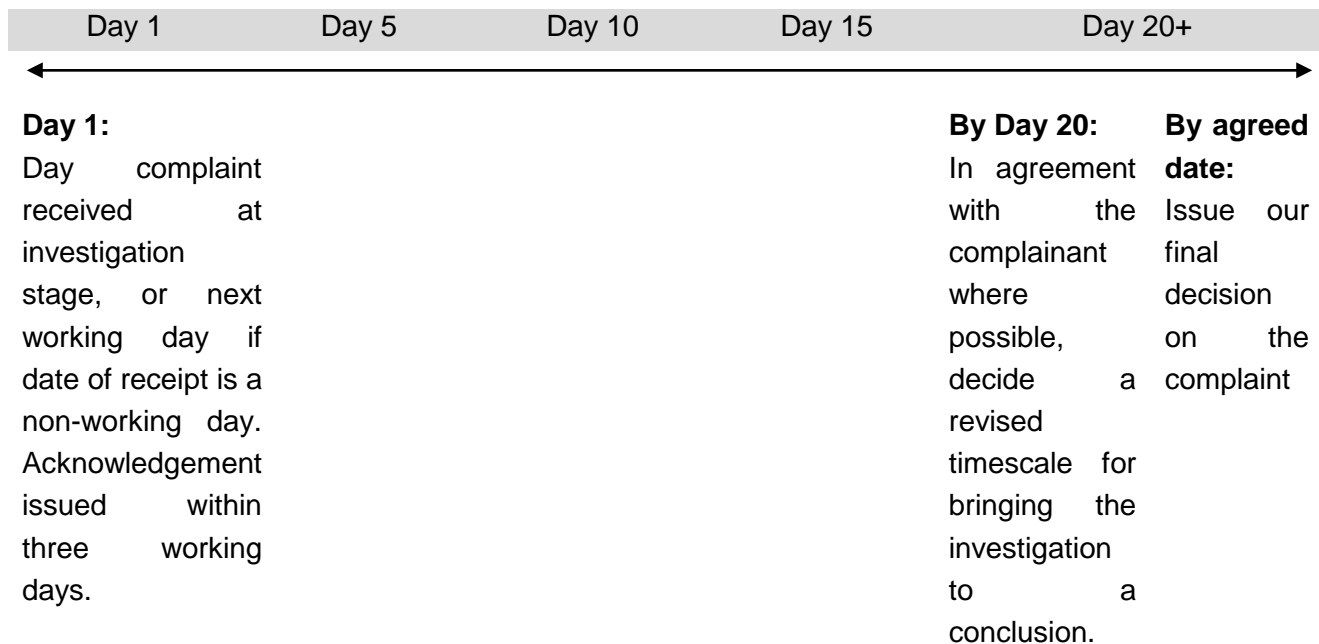 Day 1 Day 5 Day 10 Day 15 Day 20+
Day 1:
Day complaint
received at
investigation
stage, or next
working day if
date of receipt is a
non-working day.
Acknowledgement
issued within
three working
days.
By Day 20:
In agreement
with the
complainant
where
possible,
decide a
revised
timescale for
bringing the
investigation
to a
conclusion.
By agreed
date:
Issue our
final
decision
on the
complaint